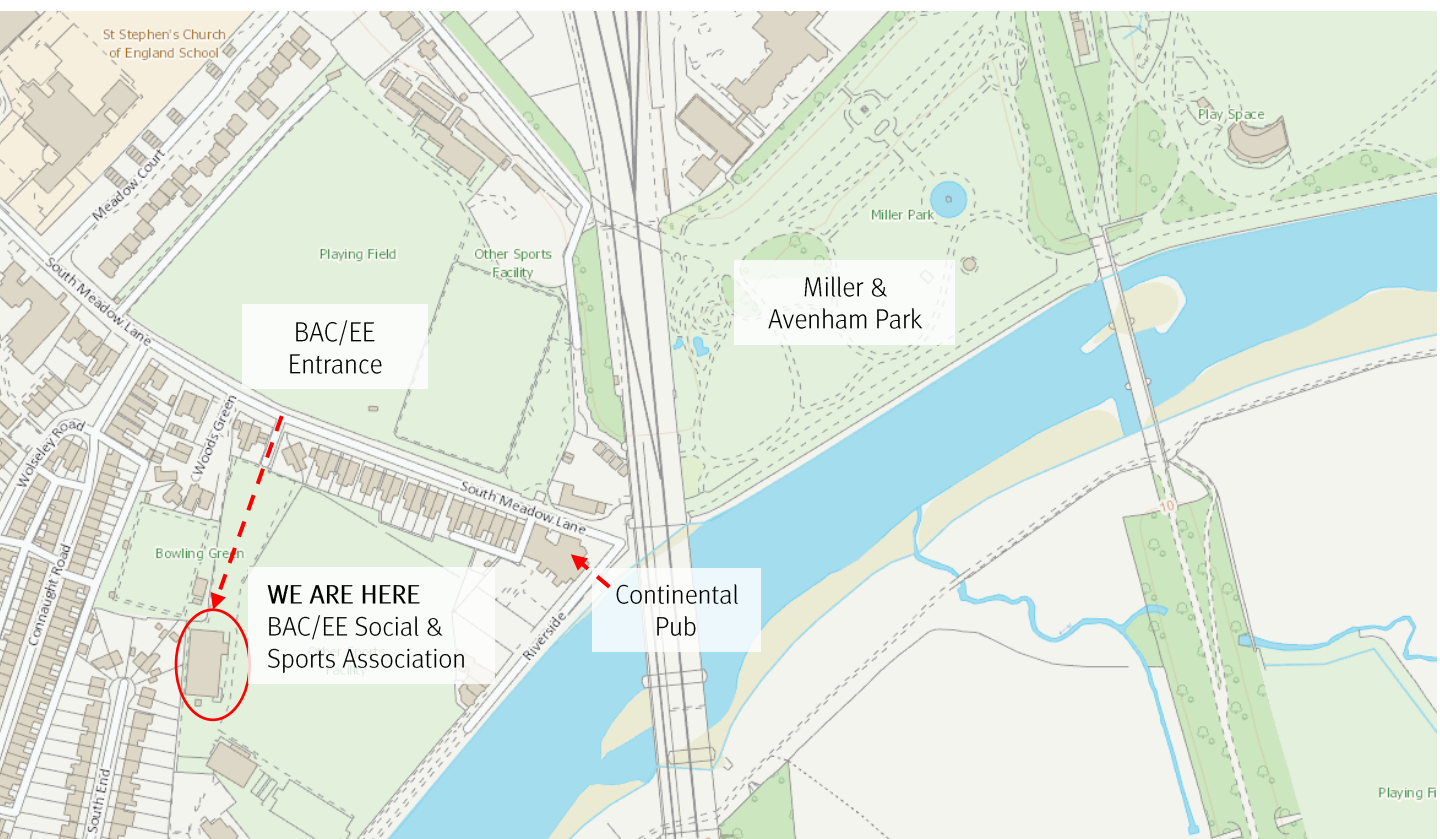 St Stephen's Church
of England School
Play Space
Meadow Court
Miller Park
Playing Field
Other Sports
Facility
South Meadow Lane
Miller &
Avenham Park
BAC/EE
Entrance
Woods Green
Wolseley Road
South Meadow Lane
10
Bowling Green
Connaught Road
WE ARE HERE
BAC/EE Social &
Sports Association
Continental
Pub
Riverside
South End
Playing Fi